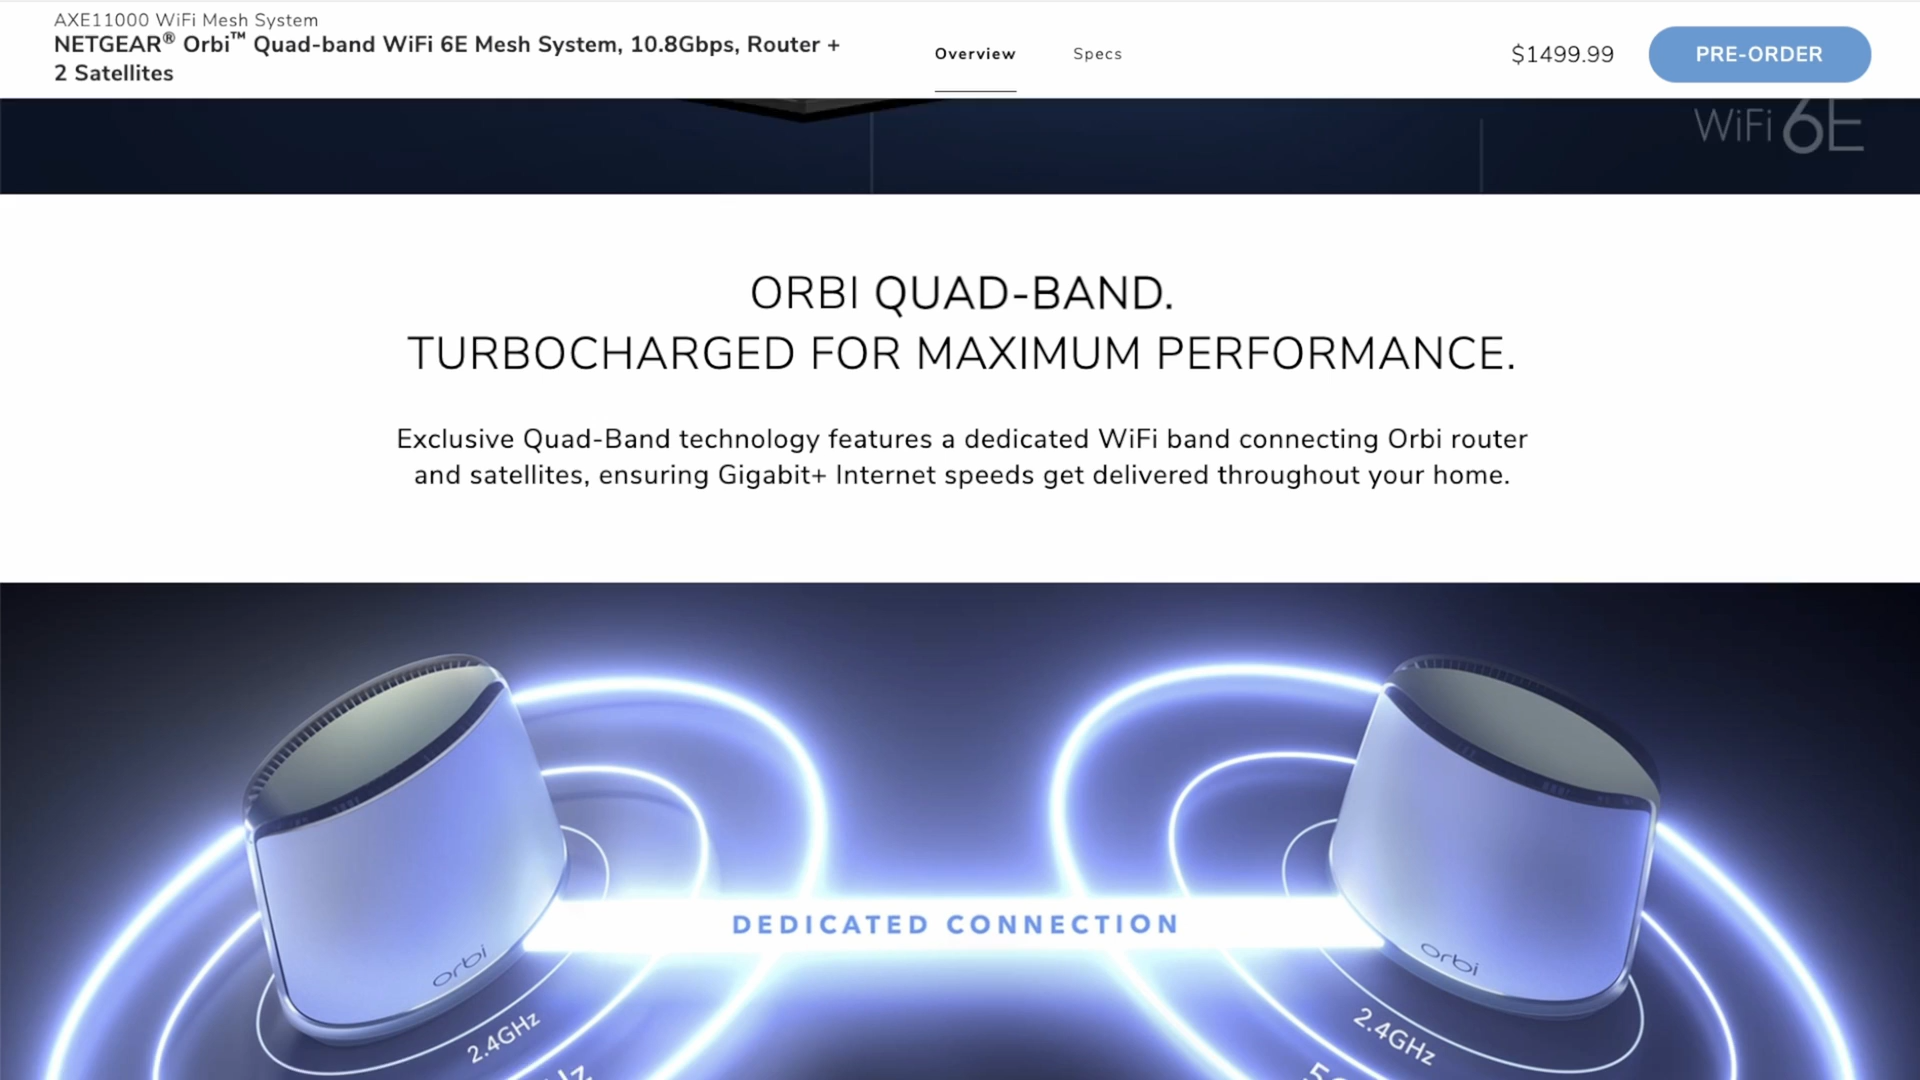 AXE11000 WiFi Mesh System
NETGEAR® Orbi™ Quad-band WiFi 6E Mesh System, 10.8Gbps, Router +
2 Satellites
Overview
Specs
$1499.99
PRE-ORDER
WiFi 6E
ORBI QUAD-BAND.
TURBOCHARGED FOR MAXIMUM PERFORMANCE.
Exclusive Quad-Band technology features a dedicated WiFi band connecting Orbi router
and satellites, ensuring Gigabit+ Internet speeds get delivered throughout your home.
DEDICATED CONNECTION
orbi
orbi
2.4GHz
2.4GHz